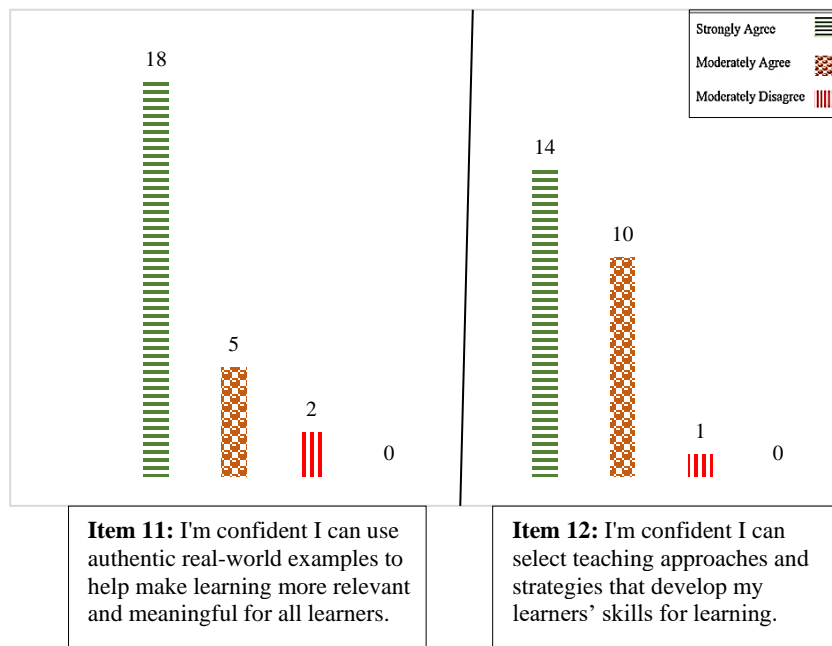 Strongly Agree
Moderately Agree
Moderately Disagree
18
5
2
0
14
10
1
0
Item 11: I'm confident I can use
authentic real-world examples to
help make learning more relevant
and meaningful for all learners.
Item 12: I'm confident I can
select teaching approaches and
strategies that develop my
learners’ skills for learning.